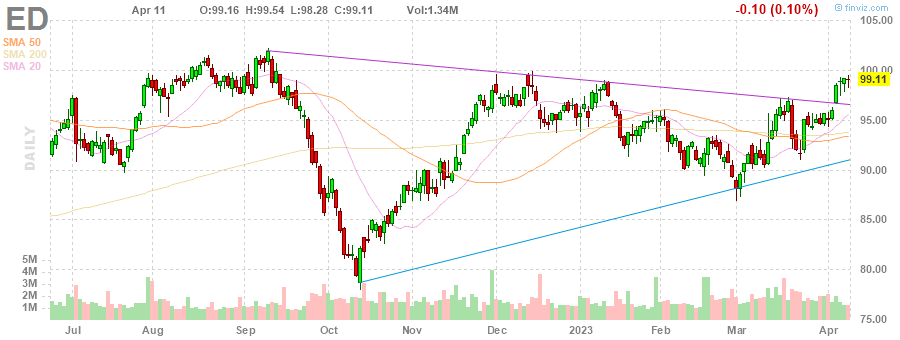 ED
Apr 11 O:99.16 H:99.54 L:98.28 C:99.11 Vol:1.34M -0.10 (0.10%) finviz.com
SMA 50
SMA 200
SMA 20
DAILY
105.00
100.00
99.11
95.00
90.00
85.00
80.00
75.00
5M
4M
3M
2M
1M
Jul Aug Sep Oct Nov Dec 2023 Feb Mar Apr